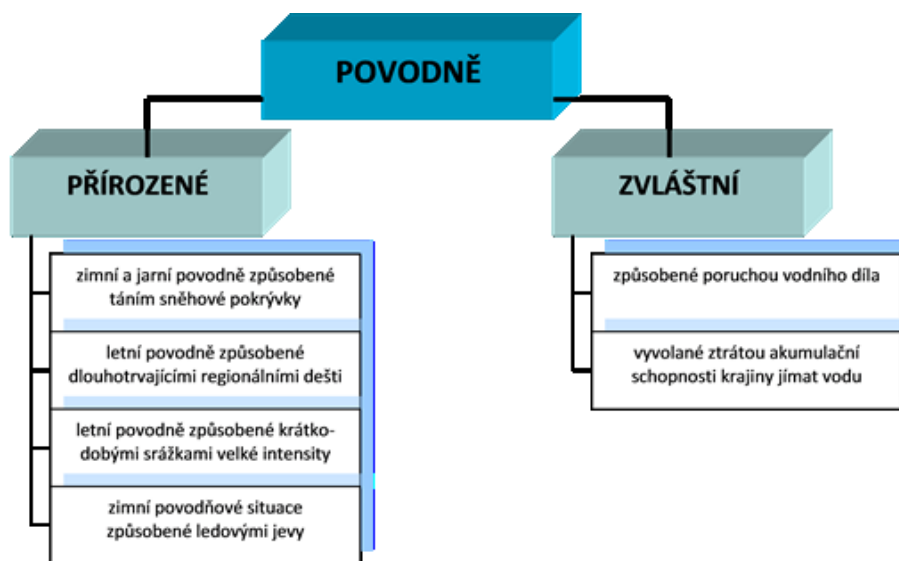 POVODNĚ
PŘÍROZENÉ
zimní a jarní povodně způsobené
táním sněhové pokrývky
letní povodně způsobené
dlouhotrvajícími regionálními dešti
letní povodně způsobené krátko-
dobými srážkami velké intensity
zimní povodňové situace
způsobené ledovými jevy
ZVLÁŠTNÍ
způsobené poruchou vodního díla
vyvolané ztrátou akumulační
schopnosti krajiny jímat vodu